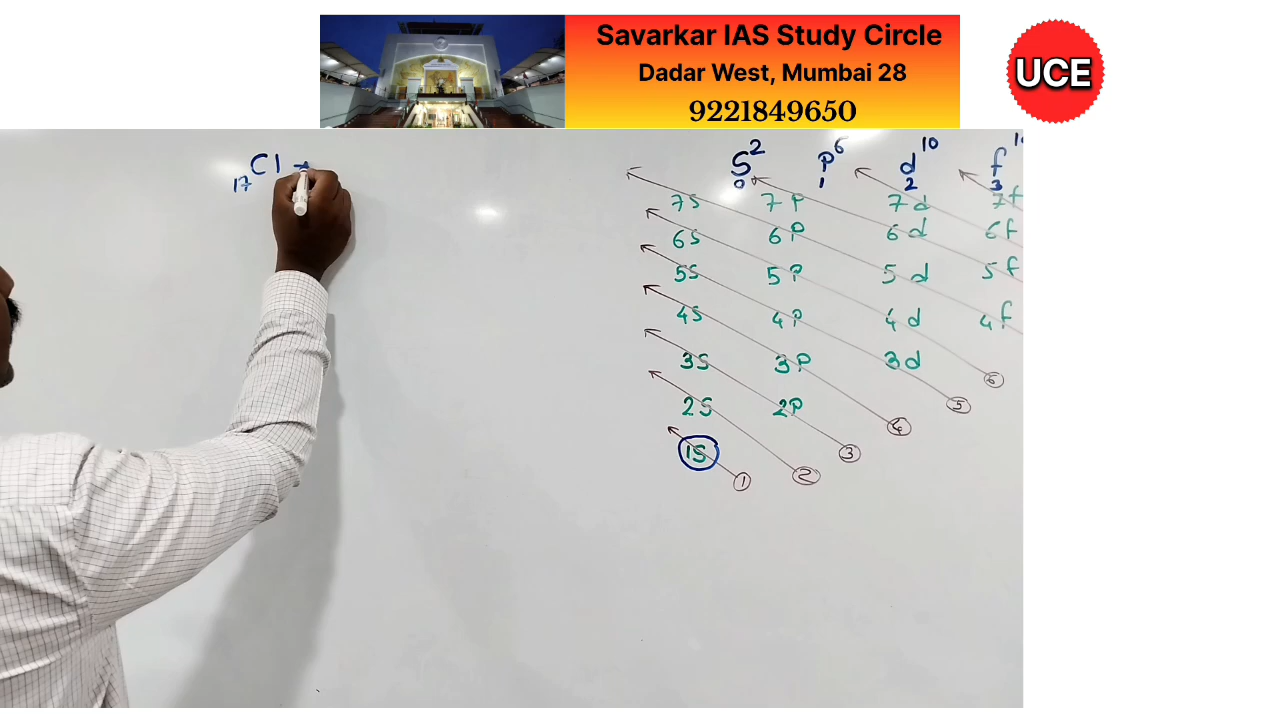 Savarkar IAS Study Circle
Dadar West, Mumbai 28
9221849650
UCE
17Cl
S² p⁶ d¹⁰ f
0 1 2 3
7S 7P 7d 7f
6S 6P 6d 6f
5S 5P 5d 5f
4S 4P 4d 4f
3S 3P 3d
2S 2P
1S
① ② ③ ④ ⑤ ⑥